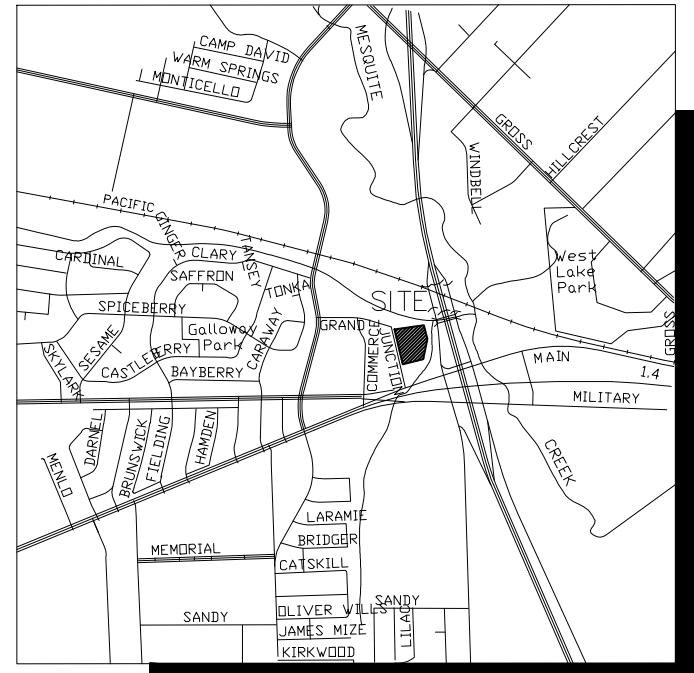 CAMP DAVID
WARM SPRINGS
MONTICELLO
MESQUITE
GROSS
HILLCREST
WINDBELL
PACIFIC
GINGER
CLARY
TANSEY
CARDINAL
SAFFRON
TONKA
West
Lake
Park
SPICEBERRY
SITE
GRAND
JUNCTION
COMMERCE
GROSS
SESAME
Galloway
Park
CARAWAY
SKYLARK
CASTLEBERRY
BAYBERRY
MAIN
1,4
MILITARY
DARNEL
BRUNSWICK
FIELDING
HAMDEN
MENLO
CREEK
LARAMIE
BRIDGER
MEMORIAL
CATSKILL
SANDY
OLIVER WILLS
SANDY
LILAC
JAMES MIZE
KIRKWOOD